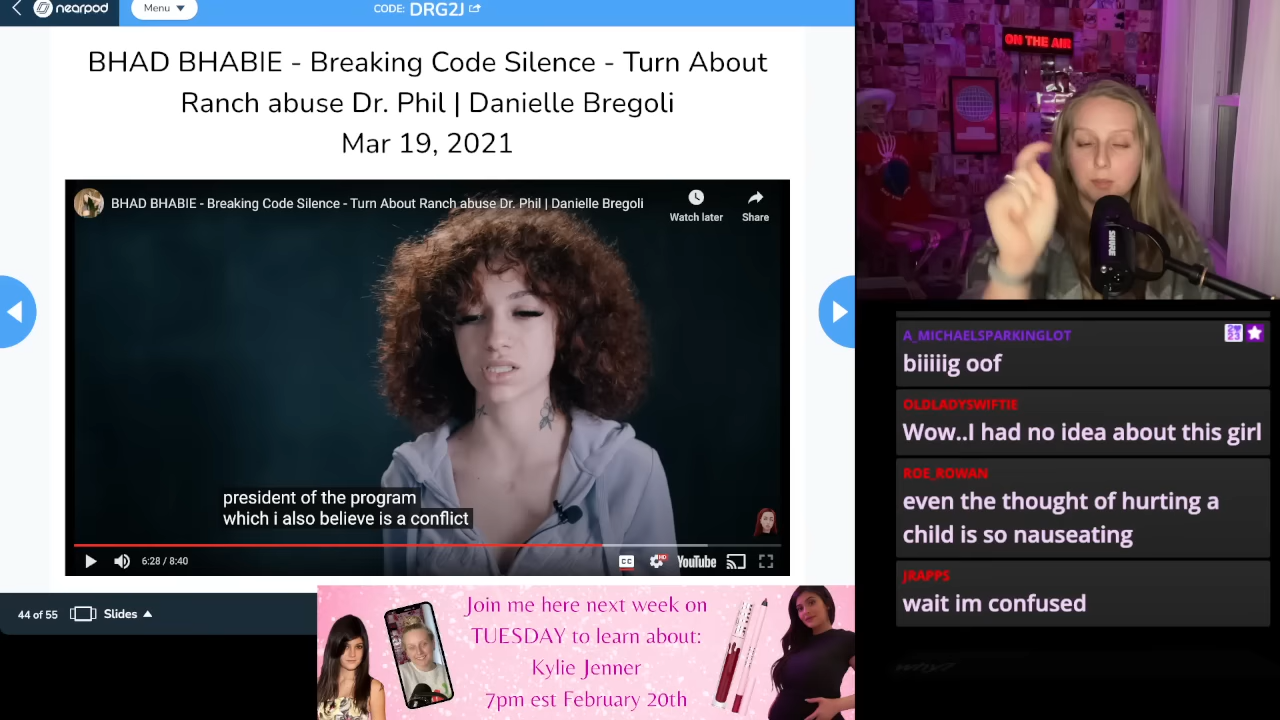 nearpod
Menu
CODE: DRG2J
BHAD BHABIE - Breaking Code Silence - Turn About
Ranch abuse Dr. Phil | Danielle Bregoli
Mar 19, 2021
BHAD BHABIE - Breaking Code Silence - Turn About Ranch abuse Dr. Phil | Danielle Bregoli
Watch later
Share
president of the program
which i also believe is a conflict
6:28 / 8:40
CC
HD
YouTube
44 of 55
Slides
Join me here next week on
TUESDAY to learn about:
Kylie Jenner
7pm est February 20th
ON THE AIR
SHURE
A_MICHAELSPARKINGLOT
biiiiig oof
OLDLADYSWIFTIE
Wow..I had no idea about this girl
ROE_ROWAN
even the thought of hurting a
child is so nauseating
JRAPPS
wait im confused